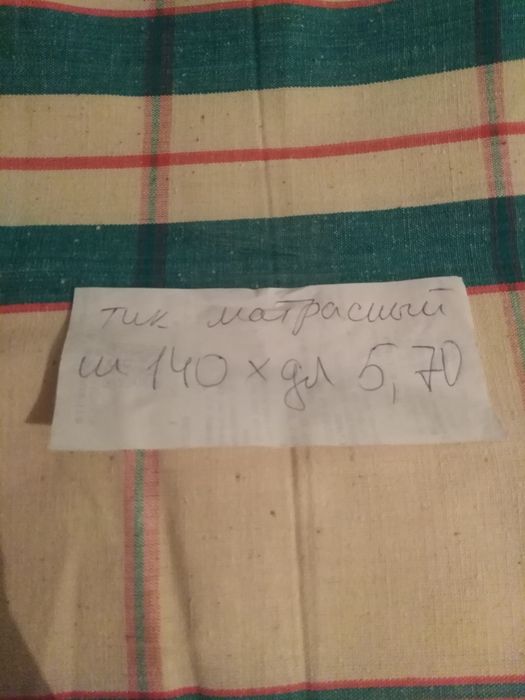 тик матрасный
ш 140 x дл 5,70